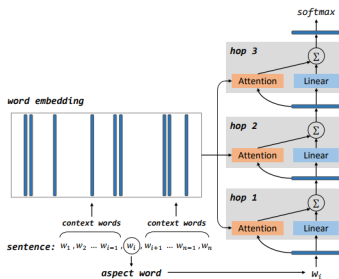 softmax
hop 3
Σ
Attention
Linear
word embedding
hop 2
Σ
Attention
Linear
hop 1
Σ
Attention
Linear
context words
context words
sentence: w1, w2 ... wi−1, wi, wi+1 ... wn−1, wn
aspect word
wi